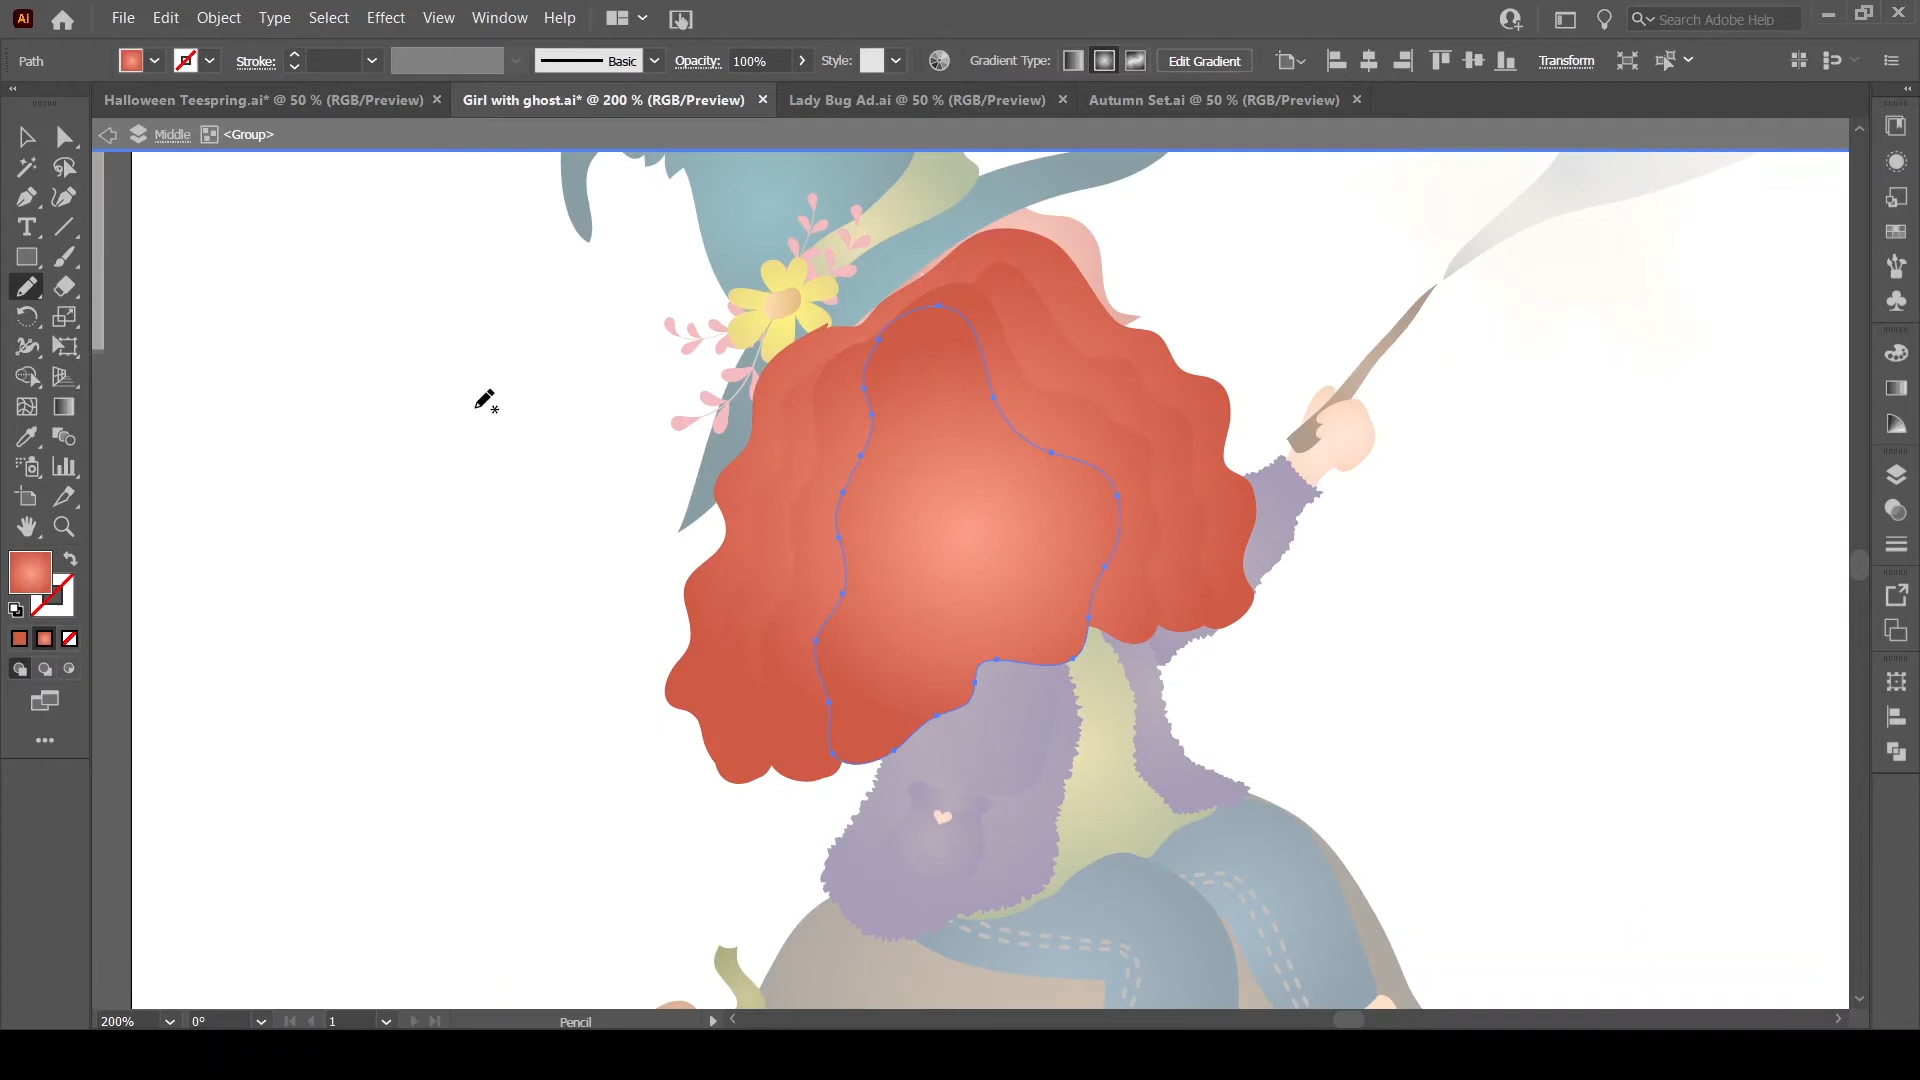 Ai File Edit Object Type Select Effect View Window Help Search Adobe Help
Path Stroke: Basic Opacity: 100% Style: Gradient Type: Edit Gradient Transform
Halloween Teespring.ai* @ 50 % (RGB/Preview) Girl with ghost.ai* @ 200 % (RGB/Preview) Lady Bug Ad.ai @ 50 % (RGB/Preview) Autumn Set.ai @ 50 % (RGB/Preview)
Middle <Group>
200% 0° 1 Pencil